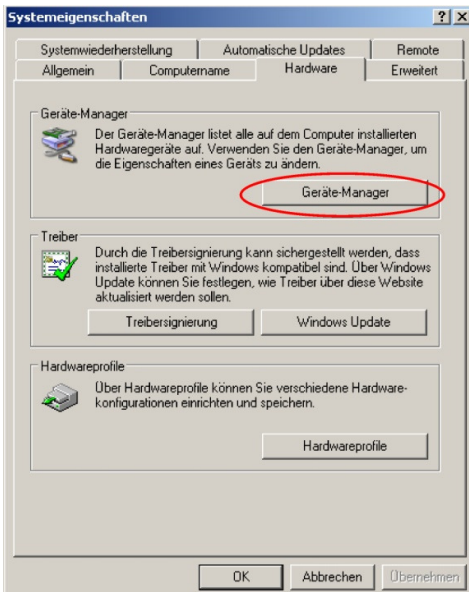 Systemeigenschaften
Systemwiederherstellung Automatische Updates Remote
Allgemein Computername Hardware Erweitert
Geräte-Manager
Der Geräte-Manager listet alle auf dem Computer installierten
Hardwaregeräte auf. Verwenden Sie den Geräte-Manager, um
die Eigenschaften eines Geräts zu ändern.
Geräte-Manager
Treiber
Durch die Treibersignierung kann sichergestellt werden, dass
installierte Treiber mit Windows kompatibel sind. Über Windows
Update können Sie festlegen, wie Treiber über diese Website
aktualisiert werden sollen.
Treibersignierung Windows Update
Hardwareprofile
Über Hardwareprofile können Sie verschiedene Hardware-
konfigurationen einrichten und speichern.
Hardwareprofile
OK Abbrechen Übernehmen